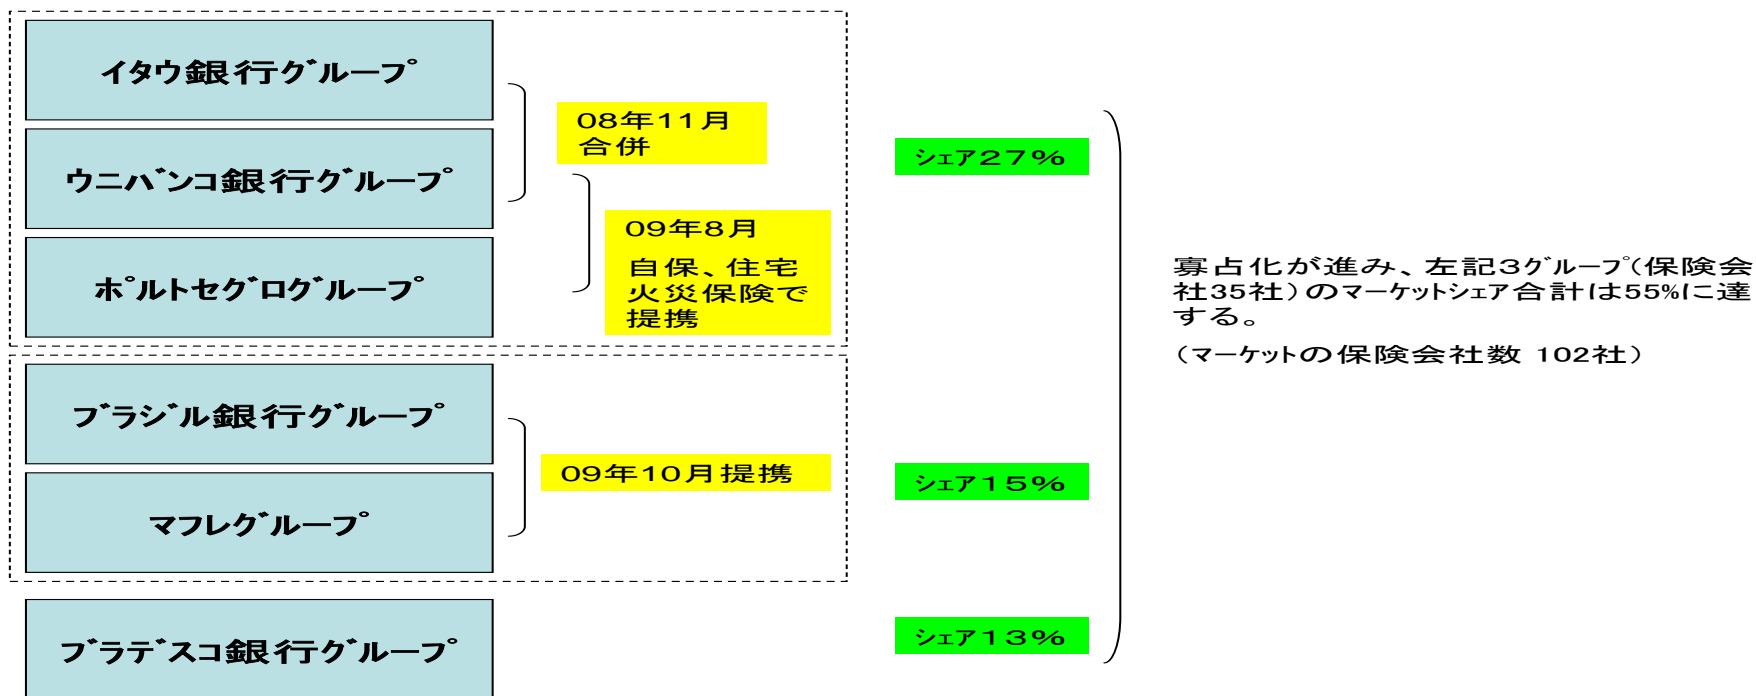 イタウ銀行グループ
08年11月
合併
シェア27%
ウニバンコ銀行グループ
09年8月
自保、住宅
火災保険で
提携
ポルトセグログループ
寡占化が進み、左記3グループ(保険会
社35社)のマーケットシェア合計は55%に達
する。
(マーケットの保険会社数 102社)
ブラジル銀行グループ
09年10月提携
シェア15%
マフレグループ
ブラデスコ銀行グループ
シェア13%